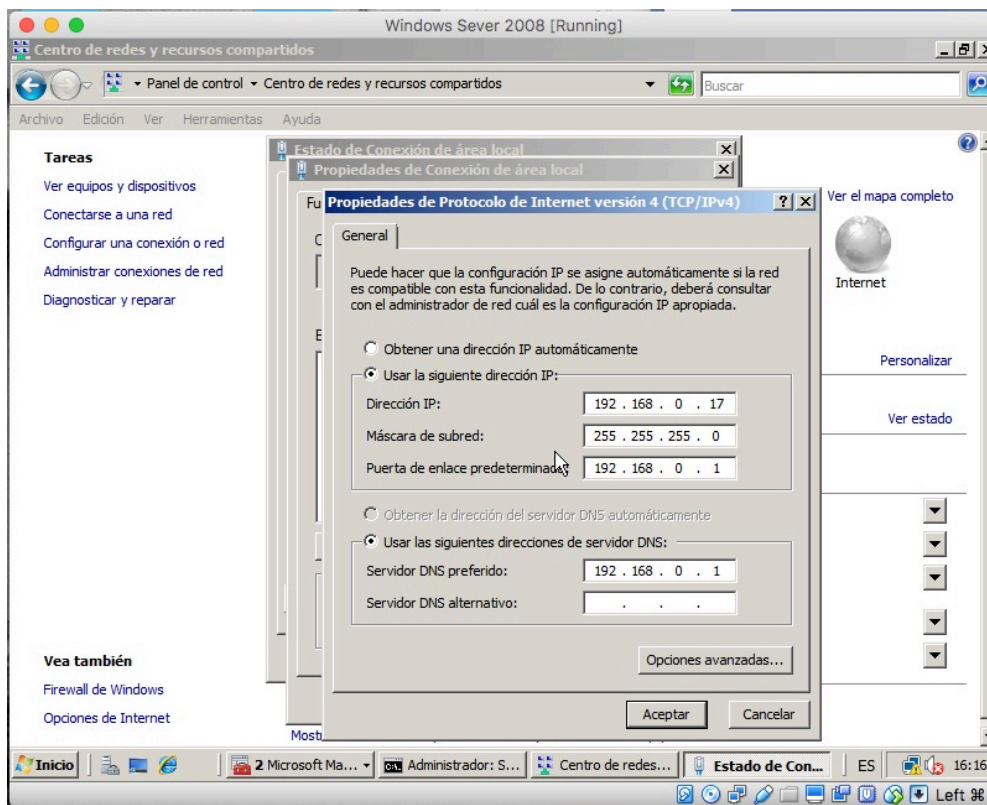 Windows Sever 2008 [Running]
Centro de redes y recursos compartidos
Panel de control Centro de redes y recursos compartidos
Buscar
Archivo Edición Ver Herramientas Ayuda
Tareas
Ver equipos y dispositivos
Conectarse a una red
Configurar una conexión o red
Administrar conexiones de red
Diagnosticar y reparar
Vea también
Firewall de Windows
Opciones de Internet
Estado de Conexión de área local
Propiedades de Conexión de área local
Fu
C
E
Propiedades de Protocolo de Internet versión 4 (TCP/IPv4)
General
Puede hacer que la configuración IP se asigne automáticamente si la red
es compatible con esta funcionalidad. De lo contrario, deberá consultar
con el administrador de red cuál es la configuración IP apropiada.
Obtener una dirección IP automáticamente
Usar la siguiente dirección IP:
Dirección IP: 192 . 168 . 0 . 17
Máscara de subred: 255 . 255 . 255 . 0
Puerta de enlace predeterminada: 192 . 168 . 0 . 1
Obtener la dirección del servidor DNS automáticamente
Usar las siguientes direcciones de servidor DNS:
Servidor DNS preferido: 192 . 168 . 0 . 1
Servidor DNS alternativo: . . .
Opciones avanzadas...
Aceptar Cancelar
Ver el mapa completo
Internet
Personalizar
Ver estado
Inicio 2 Microsoft Ma... Administrador: S... Centro de redes... Estado de Con... ES 16:16
Left ⌘